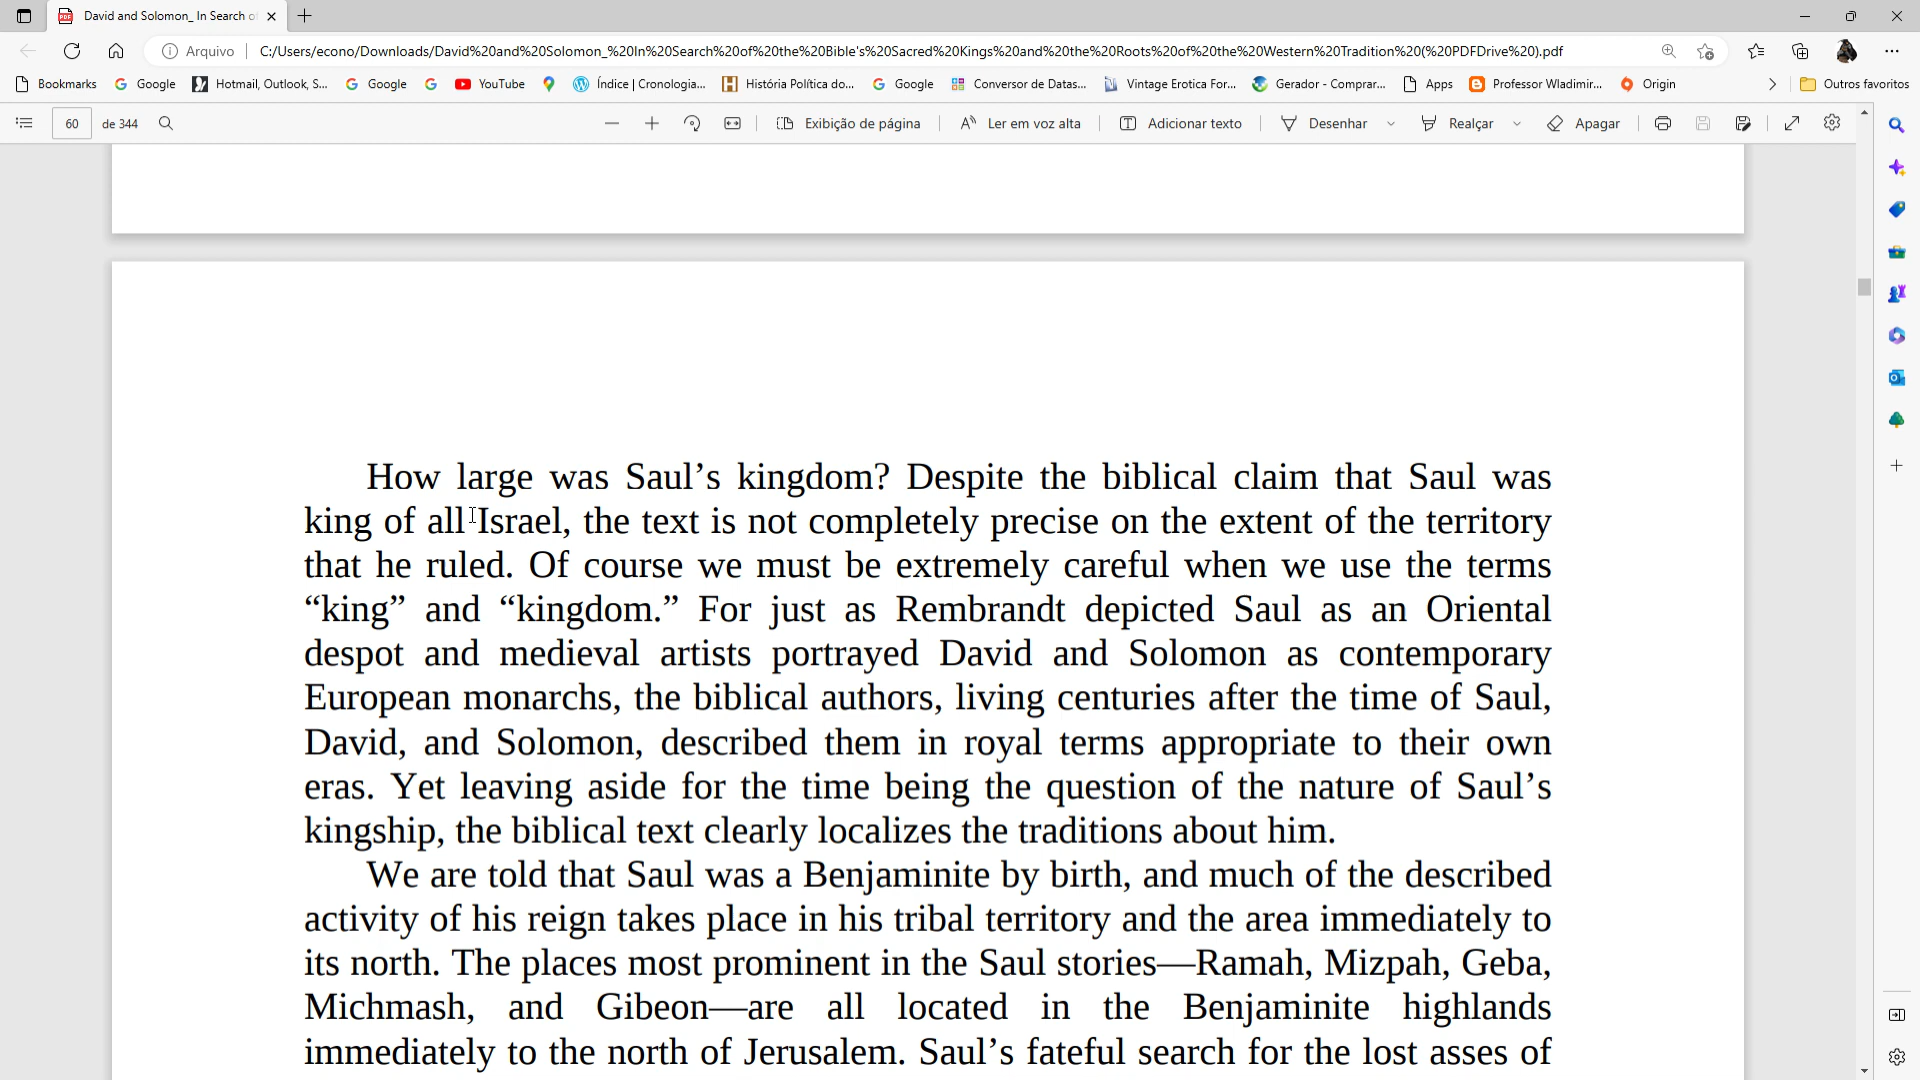 David and Solomon_ In Search o
Arquivo
C:/Users/econo/Downloads/David%20and%20Solomon_%20In%20Search%20of%20the%20Bible's%20Sacred%20Kings%20and%20the%20Roots%20of%20the%20Western%20Tradition%20(%20PDFDrive%20).pdf
Bookmarks Google Hotmail, Outlook, S... Google YouTube Índice | Cronologia... História Política do... Google Conversor de Datas... Vintage Erotica For... Gerador - Comprar... Apps Professor Wladimir... Origin Outros favoritos
60 de 344 Exibição de página Ler em voz alta Adicionar texto Desenhar Realçar Apagar
How large was Saul’s kingdom? Despite the biblical claim that Saul was
king of all Israel, the text is not completely precise on the extent of the territory
that he ruled. Of course we must be extremely careful when we use the terms
“king” and “kingdom.” For just as Rembrandt depicted Saul as an Oriental
despot and medieval artists portrayed David and Solomon as contemporary
European monarchs, the biblical authors, living centuries after the time of Saul,
David, and Solomon, described them in royal terms appropriate to their own
eras. Yet leaving aside for the time being the question of the nature of Saul’s
kingship, the biblical text clearly localizes the traditions about him.
We are told that Saul was a Benjaminite by birth, and much of the described
activity of his reign takes place in his tribal territory and the area immediately to
its north. The places most prominent in the Saul stories—Ramah, Mizpah, Geba,
Michmash, and Gibeon—are all located in the Benjaminite highlands
immediately to the north of Jerusalem. Saul’s fateful search for the lost asses of